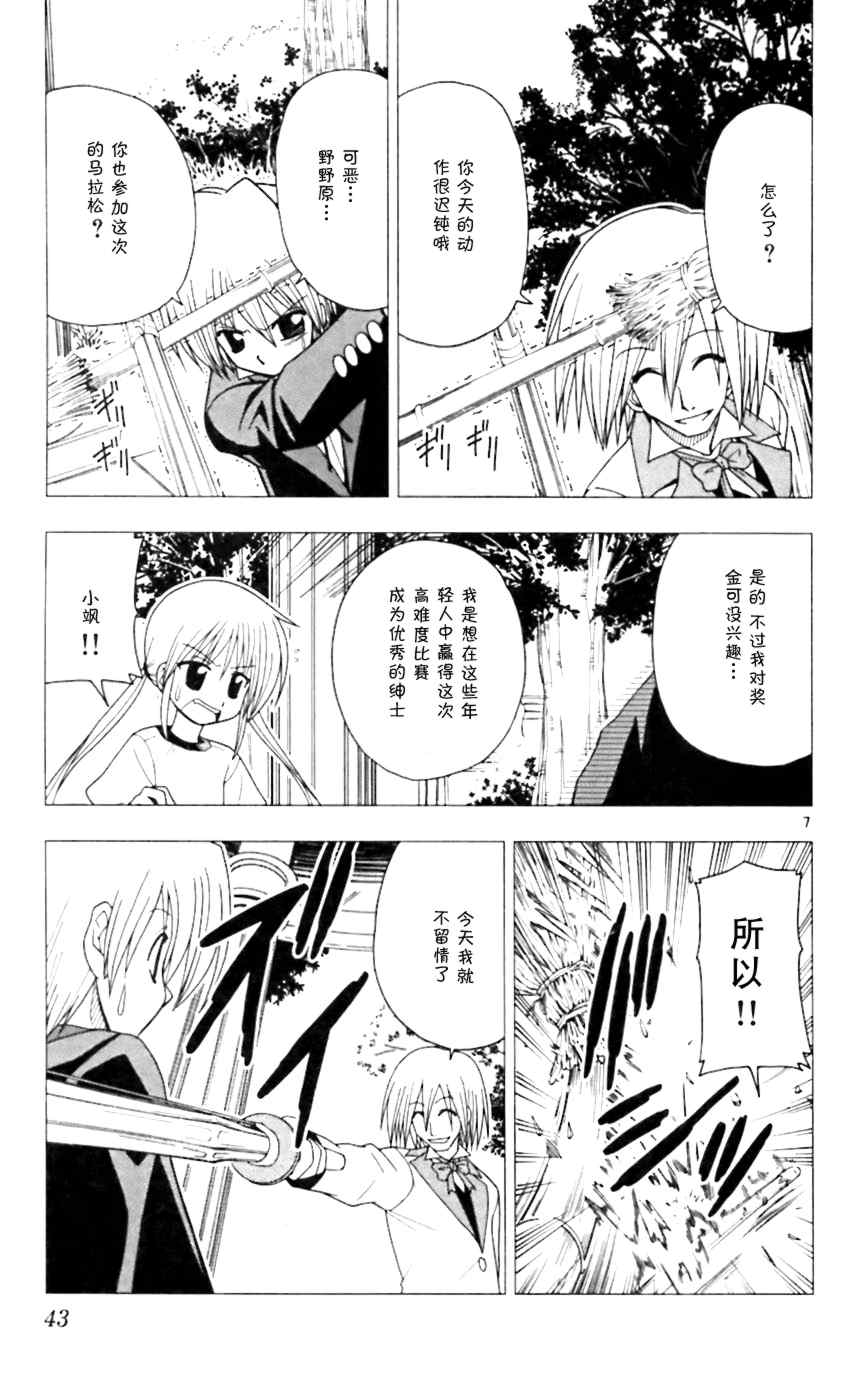 怎么了？
你今天的动
作很迟钝哦
ギリ
ギリ
可恶…
野野原…
你也参加这次
的马拉松？
ギリ
ギリ
是的 不过我对奖
金可没兴趣…
我是想在这些年
轻人中赢得这次
高难度比赛
成为优秀的绅士
小飒
!!
7
所以!!
今天我就
不留情了
43